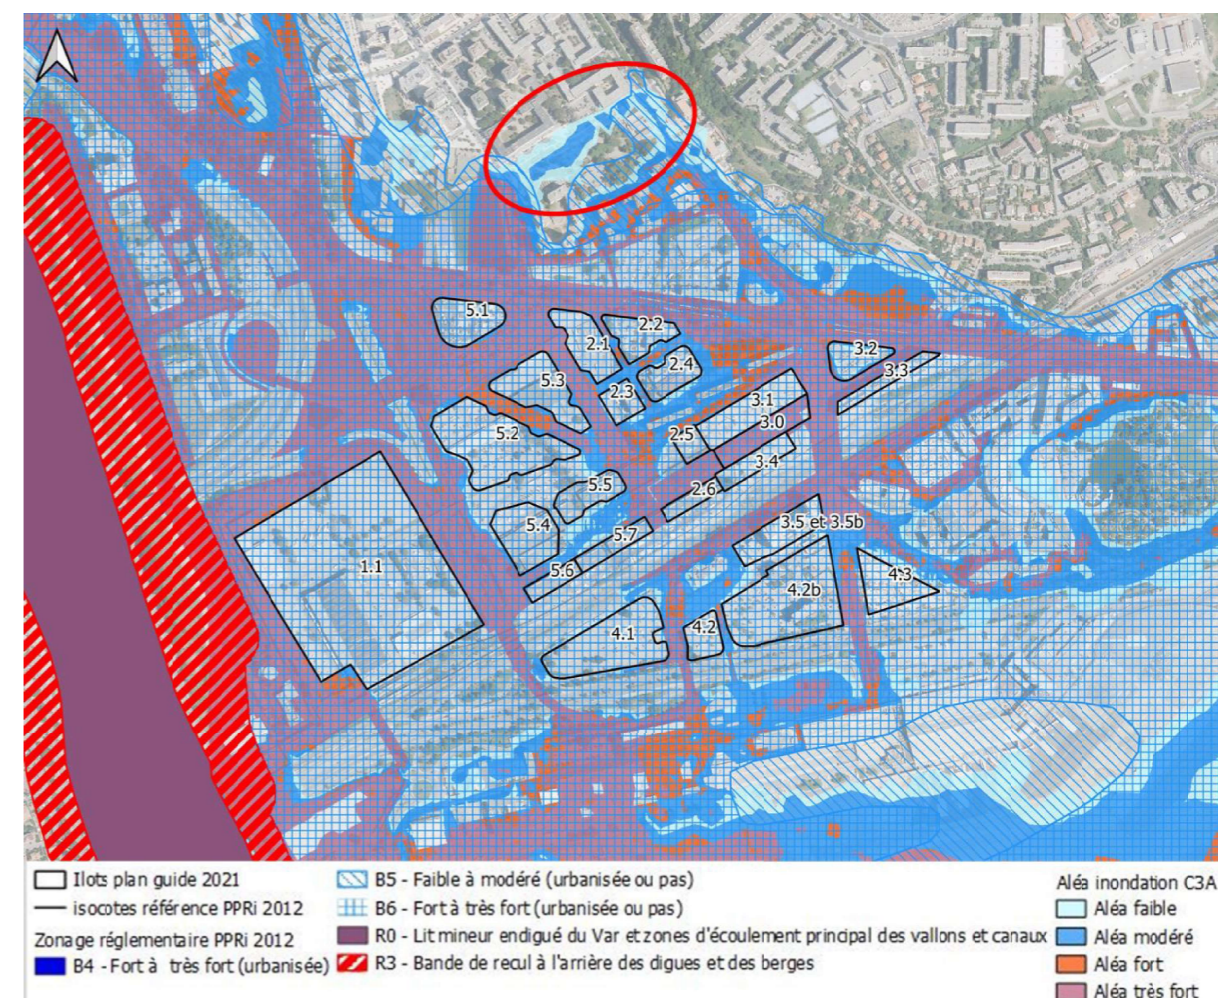 5.1
2.2
2.1
3.2
2.4
3.3
5.3
2.3
3.1
3.0
5.2
2.5
3.4
5.5
2.6
5.4
5.7
3.5 et 3.5b
1.1
5.6
4.3
4.2b
4.1
4.2
Ilots plan guide 2021
isocotes référence PPRi 2012
Zonage réglementaire PPRi 2012
B4 - Fort à très fort (urbanisée)
B5 - Faible à modéré (urbanisée ou pas)
B6 - Fort à très fort (urbanisée ou pas)
R0 - Lit mineur endigué du Var et zones d'écoulement principal des vallons et canaux
R3 - Bande de recul à l'arrière des digues et des berges
Aléa inondation C3A
Aléa faible
Aléa modéré
Aléa fort
Aléa très fort